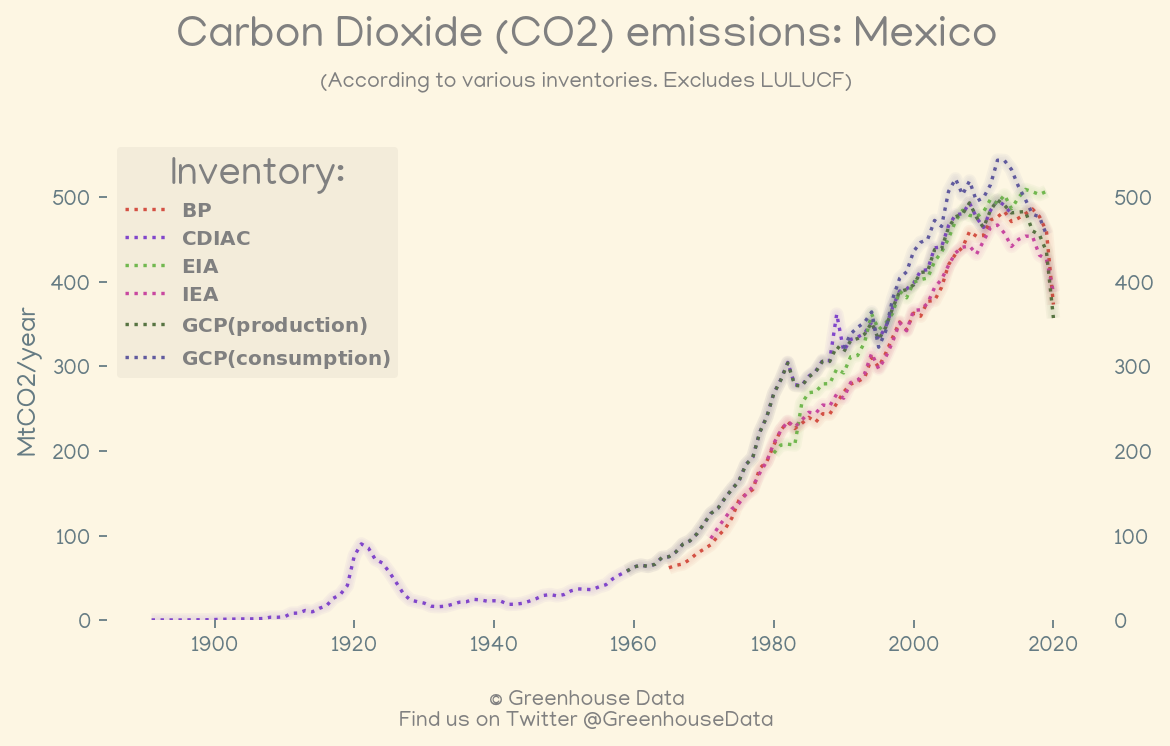 Carbon Dioxide (CO2) emissions: Mexico
(According to various inventories. Excludes LULUCF)
Inventory:
BP
CDIAC
EIA
IEA
GCP(production)
GCP(consumption)
MtCO2/year
500
400
300
200
100
0
500
400
300
200
100
0
1900 1920 1940 1960 1980 2000 2020
© Greenhouse Data
Find us on Twitter @GreenhouseData